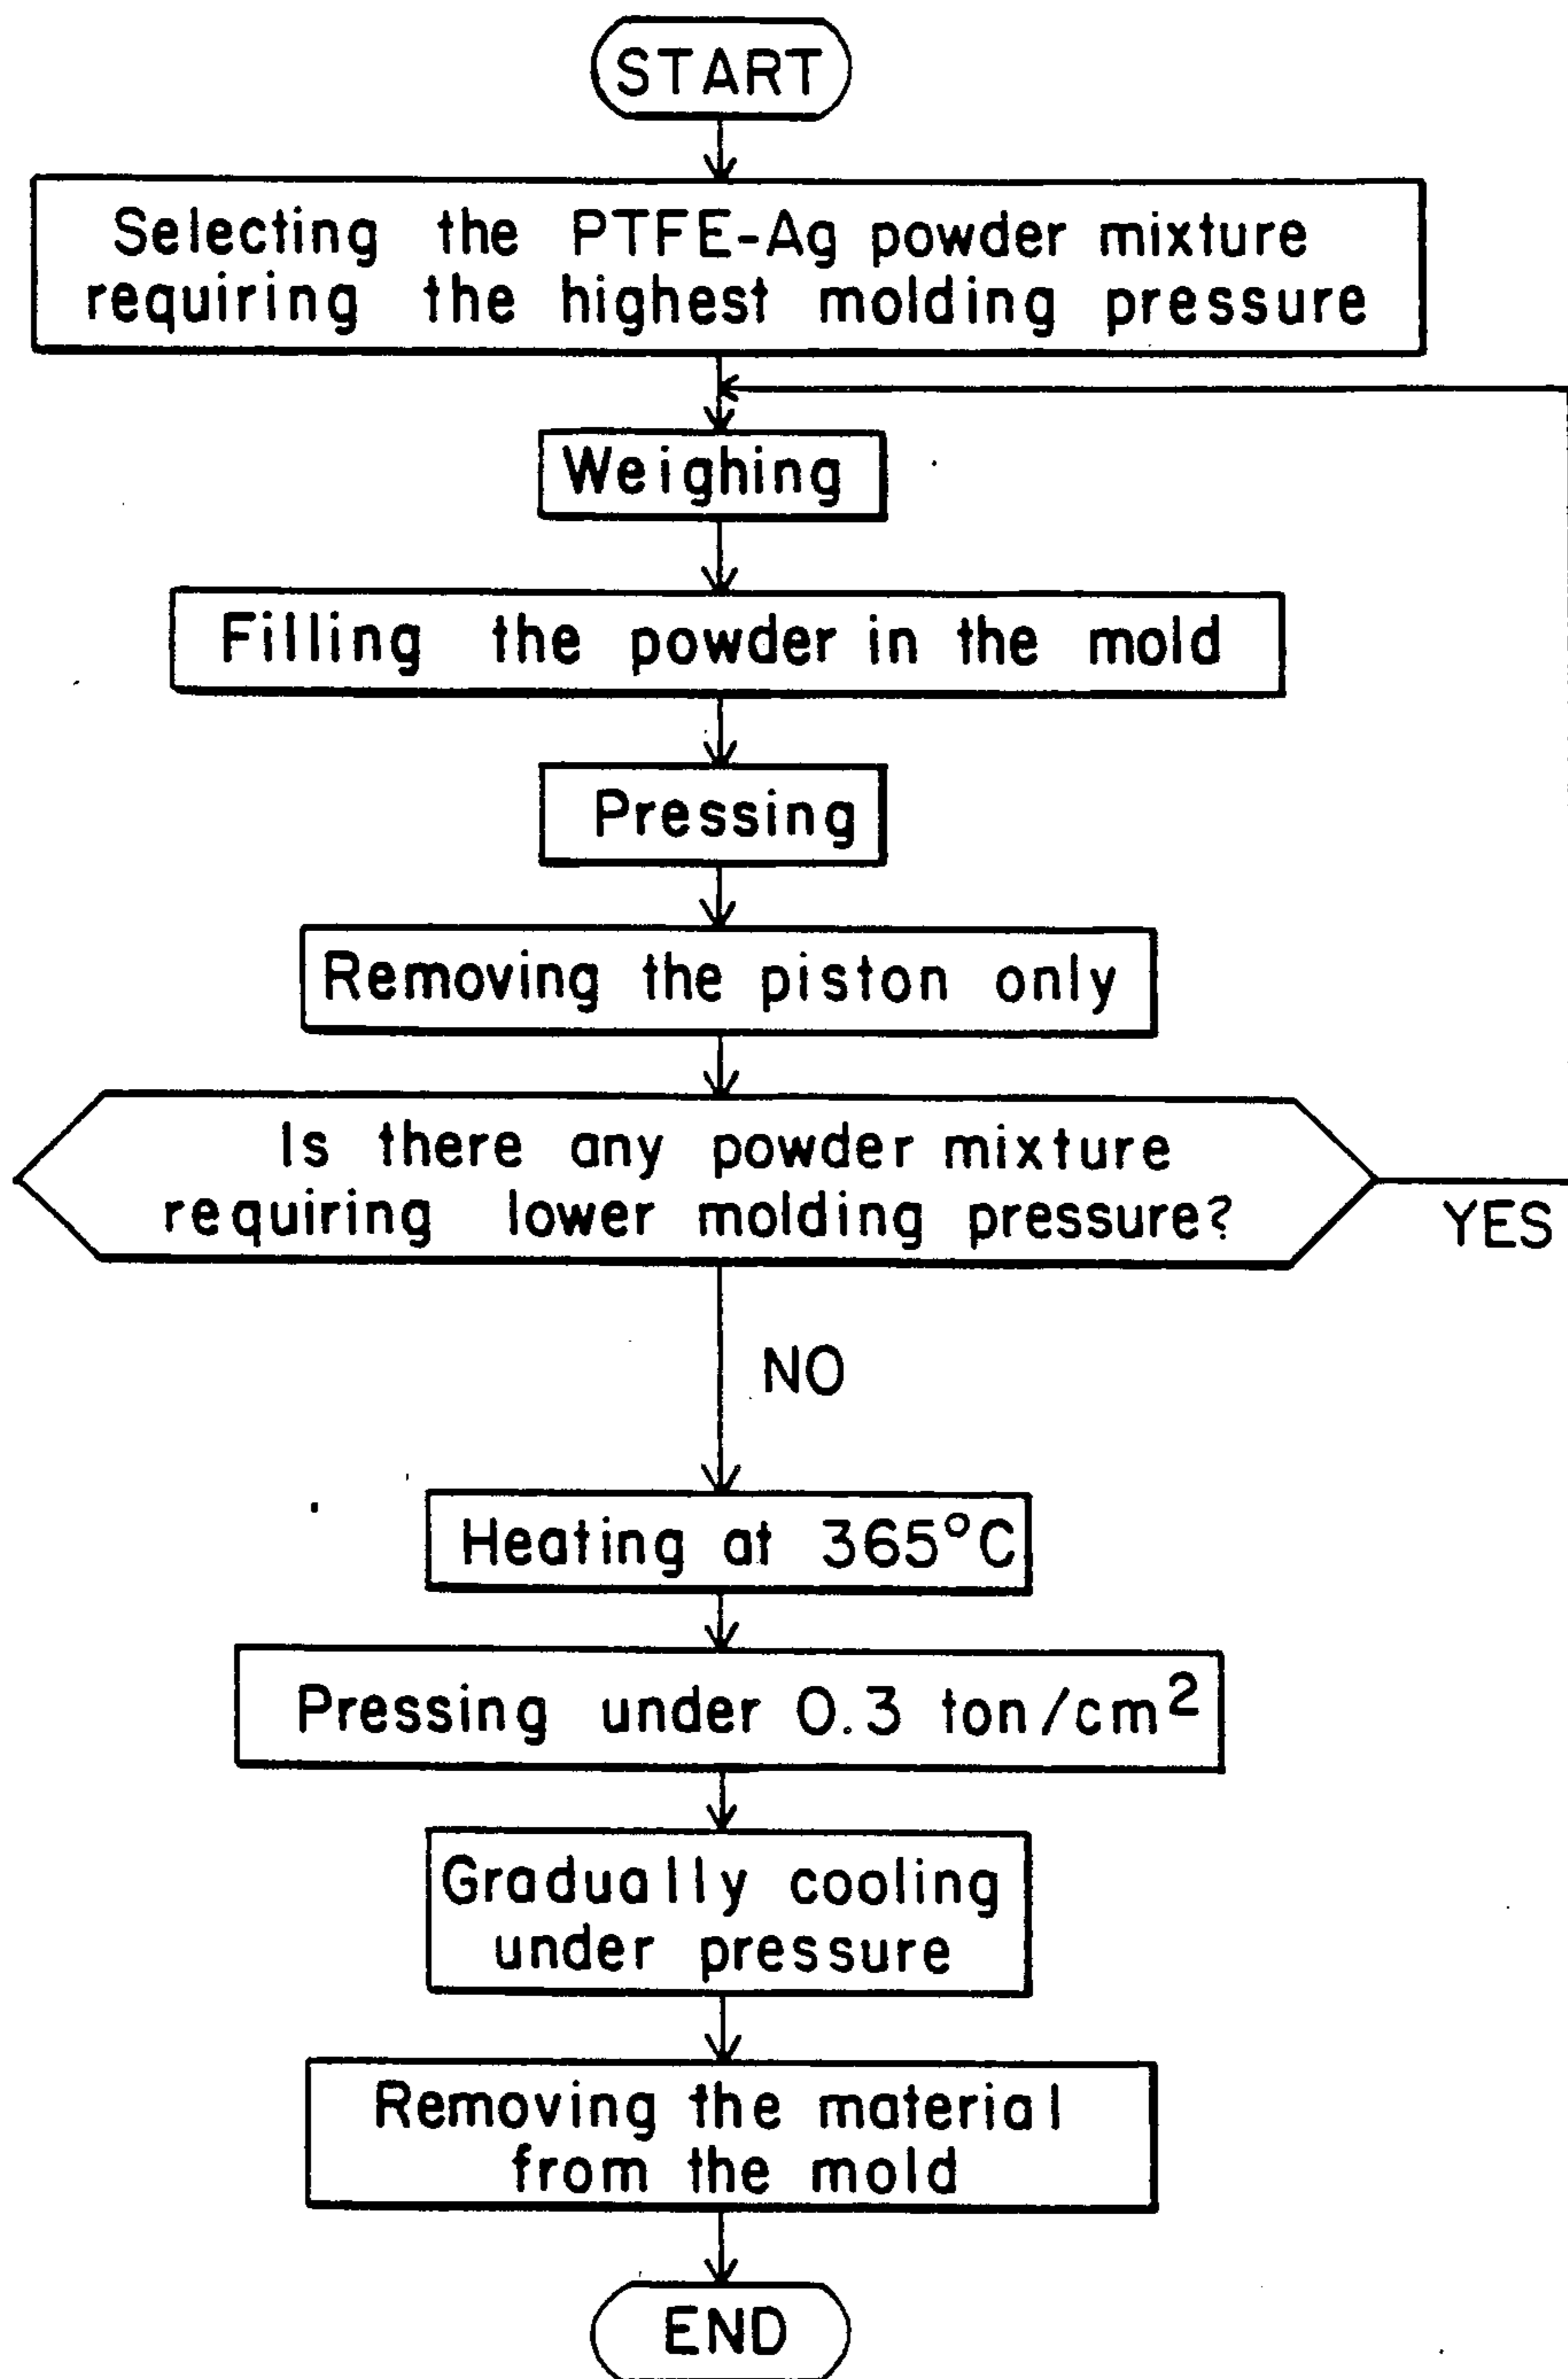 START
Selecting the PTFE-Ag powder mixture
requiring the highest molding pressure
Weighing
Filling the powder in the mold
Pressing
Removing the piston only
Is there any powder mixture
requiring lower molding pressure?
YES
NO
Heating at 365°C
Pressing under 0.3 ton/cm²
Gradually cooling
under pressure
Removing the material
from the mold
END